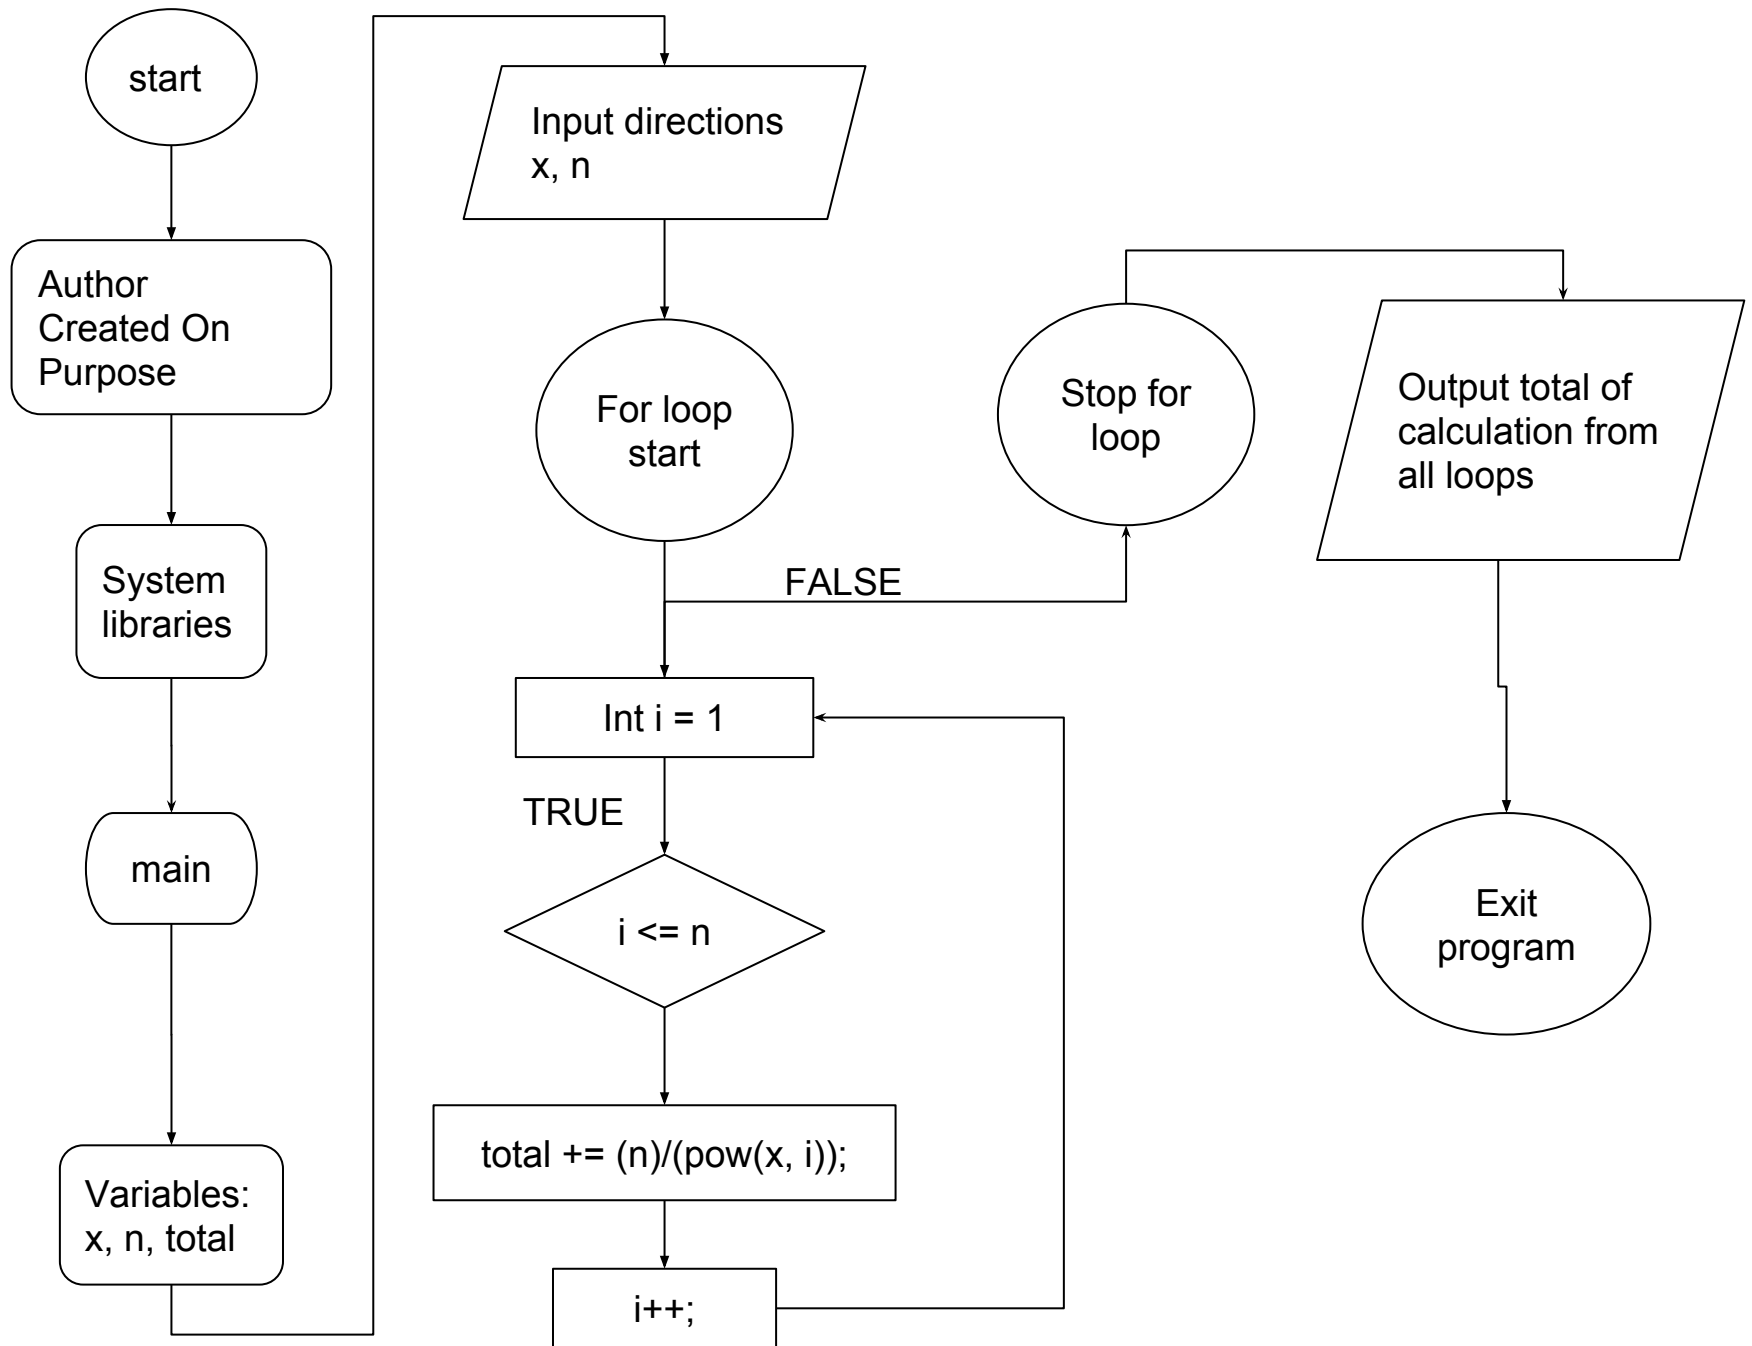 start
Author
Created On
Purpose
System
libraries
main
Variables:
x, n, total
Input directions
x, n
For loop
start
FALSE
Int i = 1
TRUE
i <= n
total += (n)/(pow(x, i));
i++;
Stop for
loop
Output total of
calculation from
all loops
Exit
program